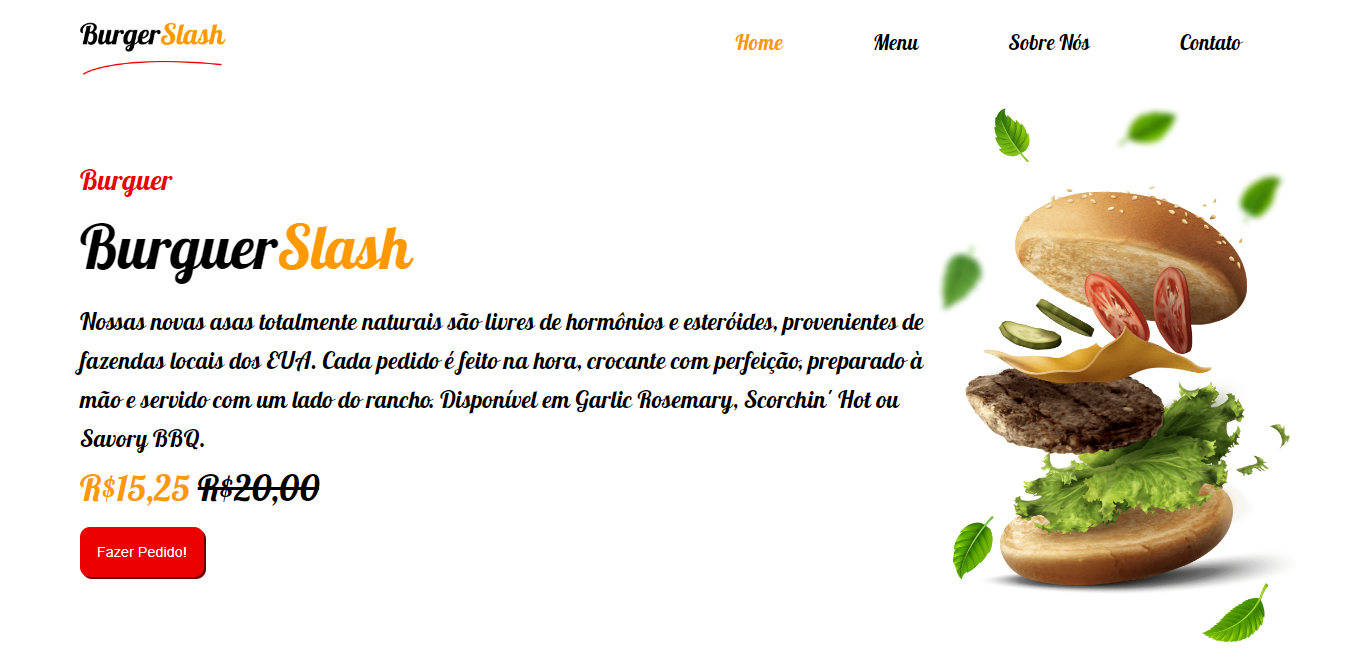 BurgerSlash
Home Menu Sobre Nós Contato
Burguer
BurguerSlash
Nossas novas asas totalmente naturais são livres de hormônios e esteróides, provenientes de
fazendas locais dos EUA. Cada pedido é feito na hora, crocante com perfeição, preparado à
mão e servido com um lado do rancho. Disponível em Garlic Rosemary, Scorchin' Hot ou
Savory BBQ.
R$15,25 R$20,00
Fazer Pedido!